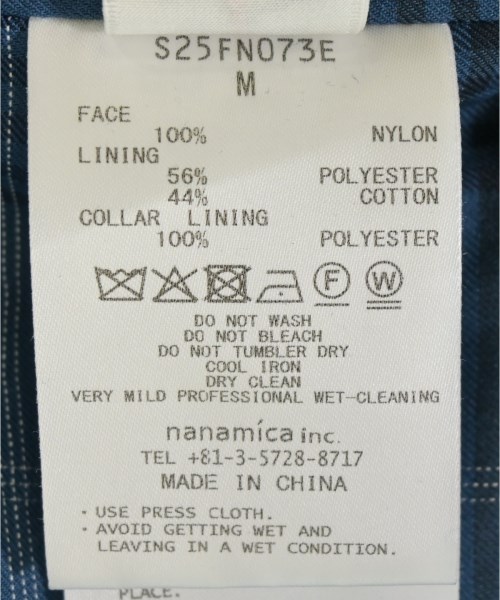 S25FN073E
M
FACE
100% NYLON
LINING
56% POLYESTER
44% COTTON
COLLAR LINING
100% POLYESTER
F W
DO NOT WASH
DO NOT BLEACH
DO NOT TUMBLER DRY
COOL IRON
DRY CLEAN
VERY MILD PROFESSIONAL WET-CLEANING
nanamica inc.
TEL +81-3-5728-8717
MADE IN CHINA
・USE PRESS CLOTH.
・AVOID GETTING WET AND
LEAVING IN A WET CONDITION.
PLACE.